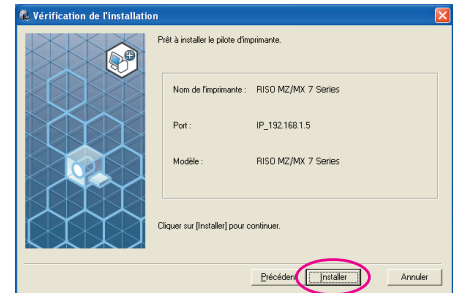 Vérification de l'installation
Prêt à installer le pilote d'imprimante.
Nom de l'imprimante : RISO MZ/MX 7 Series
Port : IP_192.168.1.5
Modèle : RISO MZ/MX 7 Series
Cliquer sur [Installer] pour continuer.
Précéden Installer Annuler